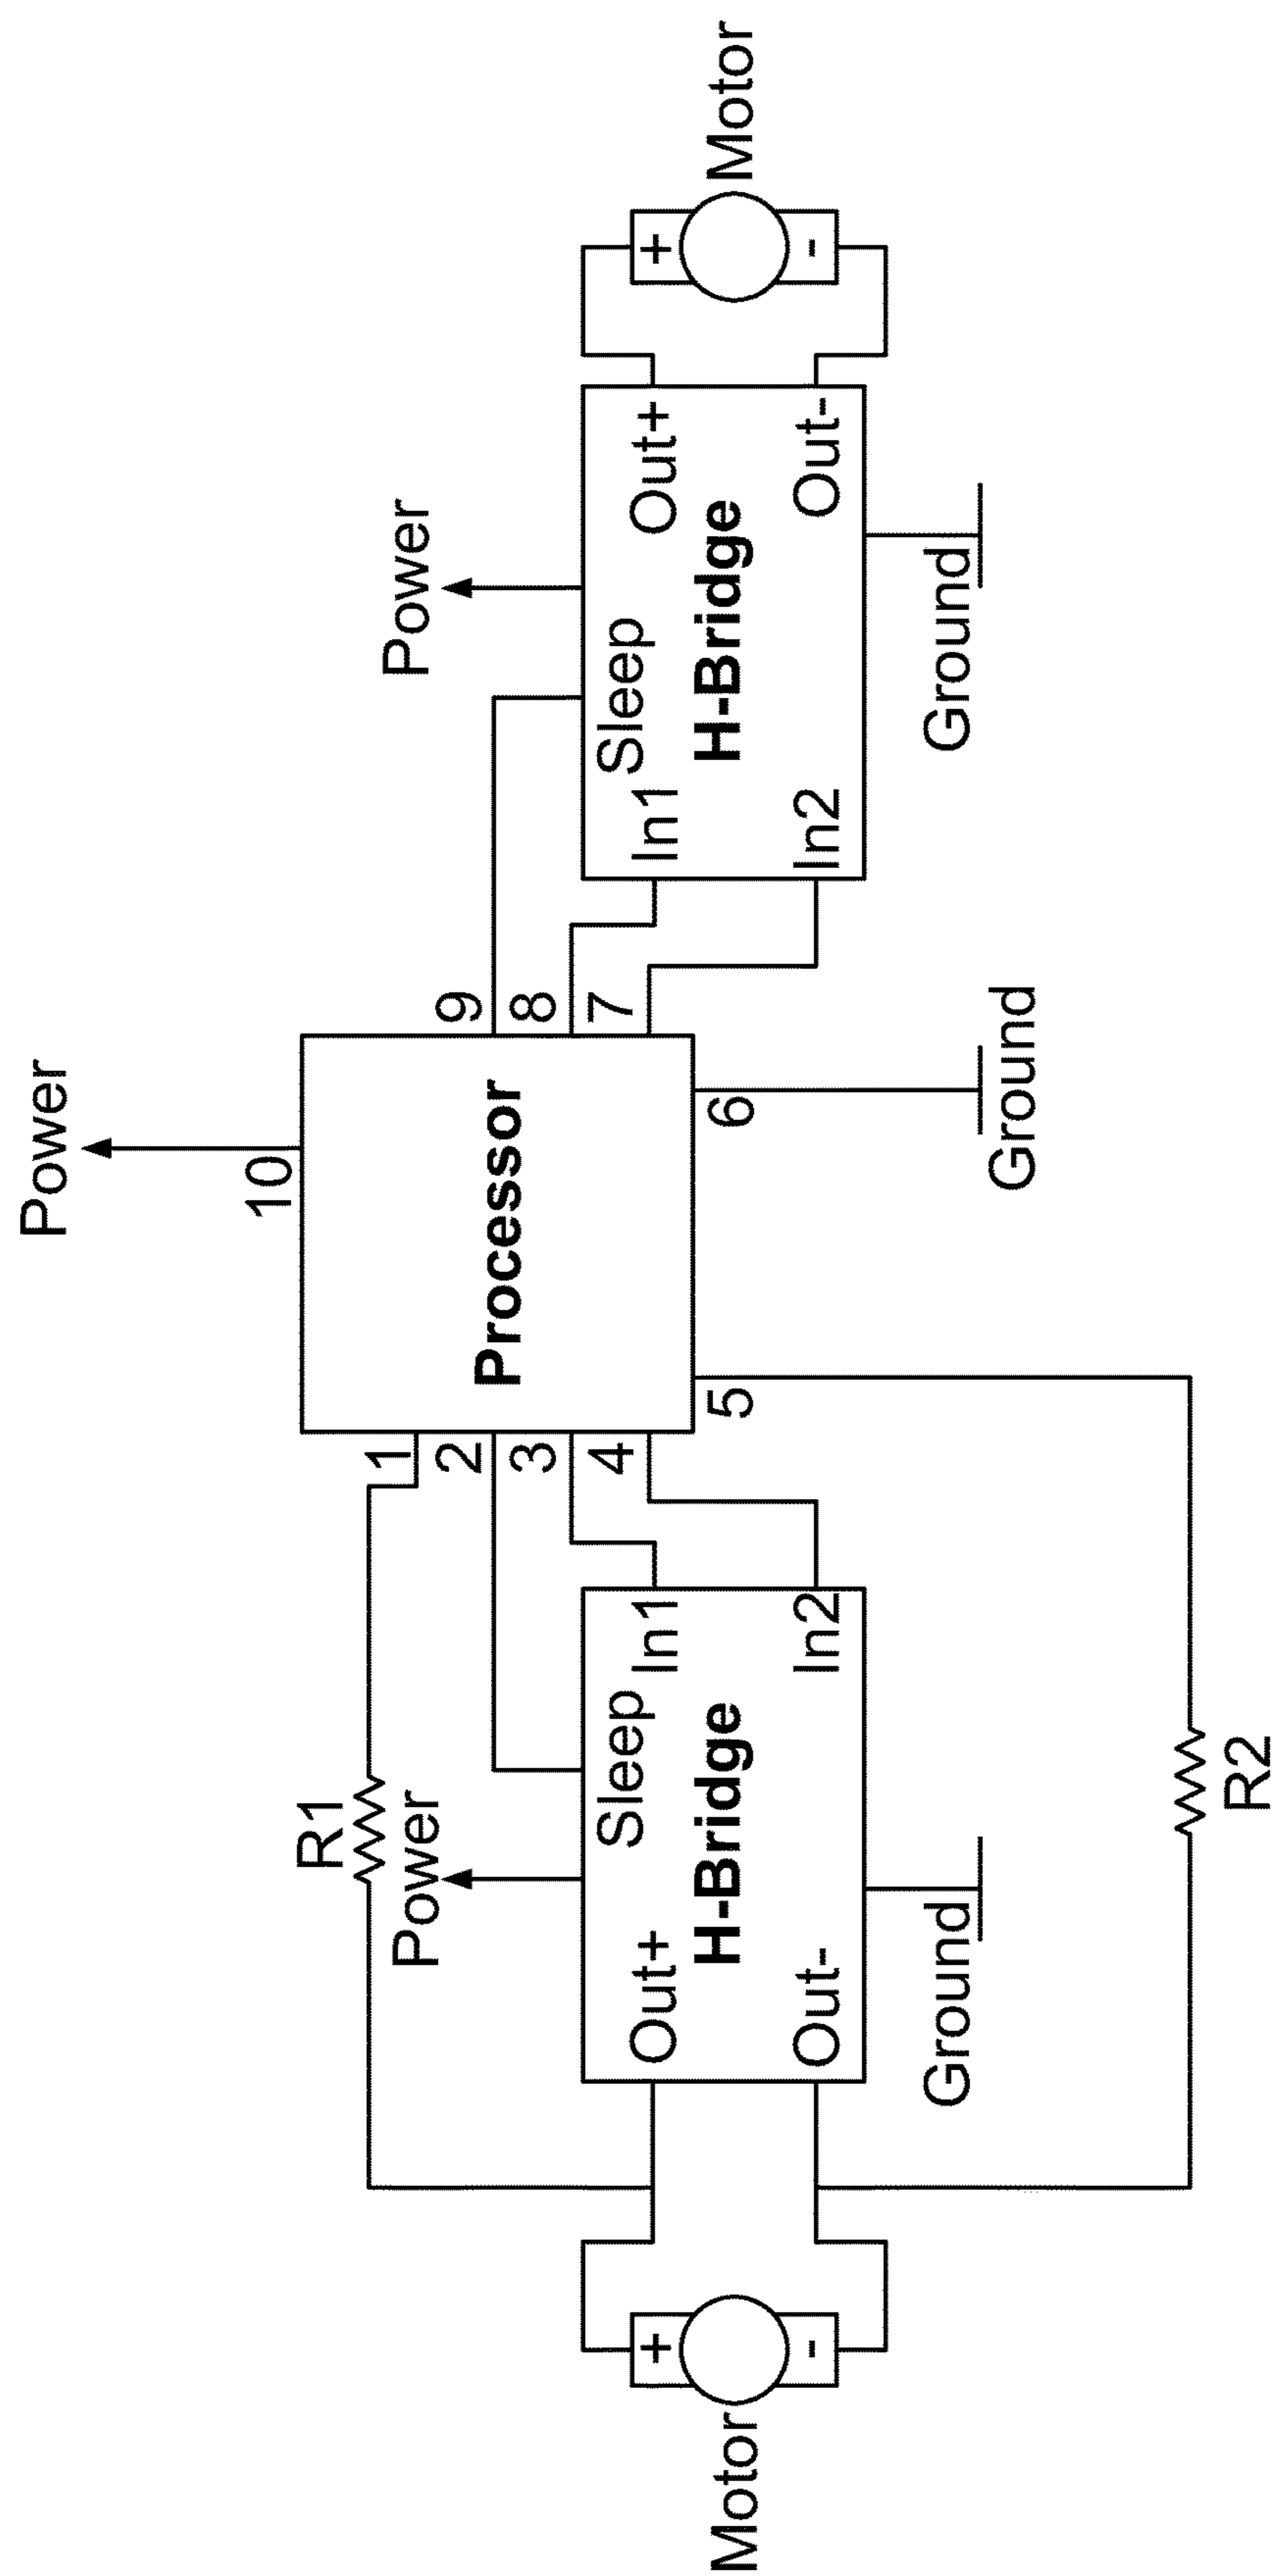 Power
10
Processor
1
2
3
4
5
6
7
8
9
Ground
R1
Power
Out+
Sleep
In1
H-Bridge
Out-
In2
Ground
Motor
+
-
R2
Power
Sleep
In1
Out+
H-Bridge
In2
Out-
Ground
+
-
Motor